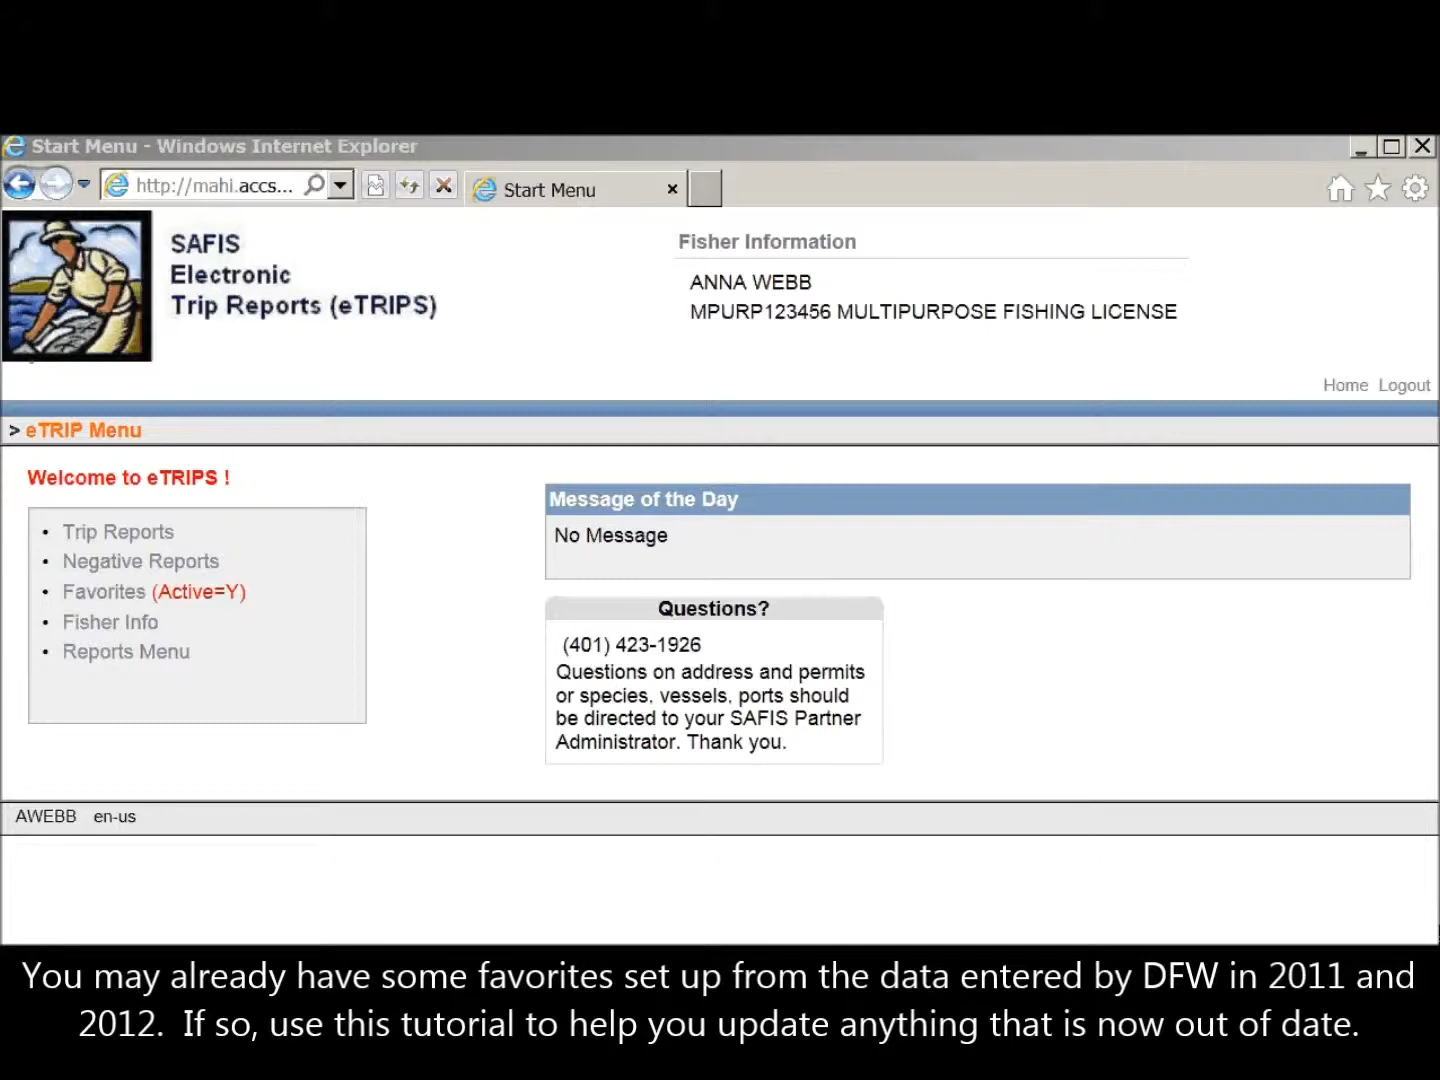 Start Menu - Windows Internet Explorer
http://mahi.accs...
Start Menu
SAFIS
Electronic
Trip Reports (eTRIPS)
Fisher Information
ANNA WEBB
MPURP123456 MULTIPURPOSE FISHING LICENSE
Home Logout
> eTRIP Menu
Welcome to eTRIPS !
• Trip Reports
• Negative Reports
• Favorites (Active=Y)
• Fisher Info
• Reports Menu
Message of the Day
No Message
Questions?
(401) 423-1926
Questions on address and permits
or species, vessels, ports should
be directed to your SAFIS Partner
Administrator. Thank you.
AWEBB en-us
You may already have some favorites set up from the data entered by DFW in 2011 and
2012. If so, use this tutorial to help you update anything that is now out of date.